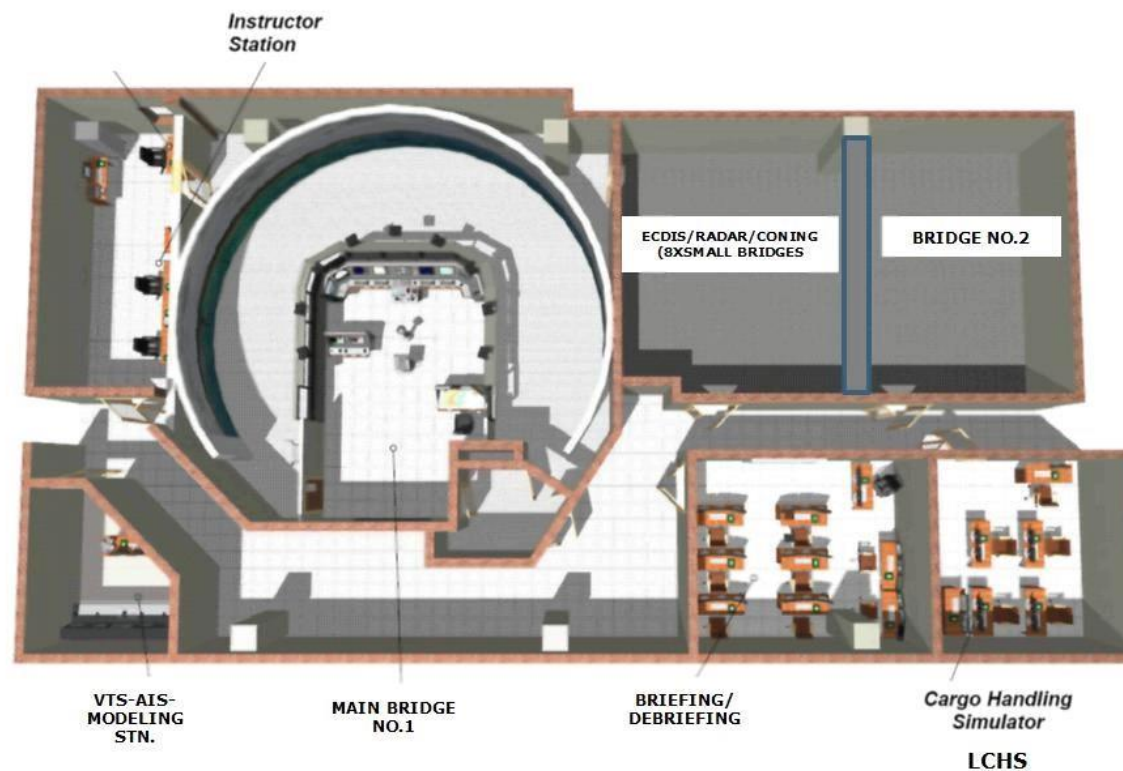 Instructor
Station
ECDIS/RADAR/CONING
(8XSMALL BRIDGES
BRIDGE NO.2
VTS-AIS-
MODELING
STN.
MAIN BRIDGE
NO.1
BRIEFING/
DEBRIEFING
Cargo Handling
Simulator
LCHS